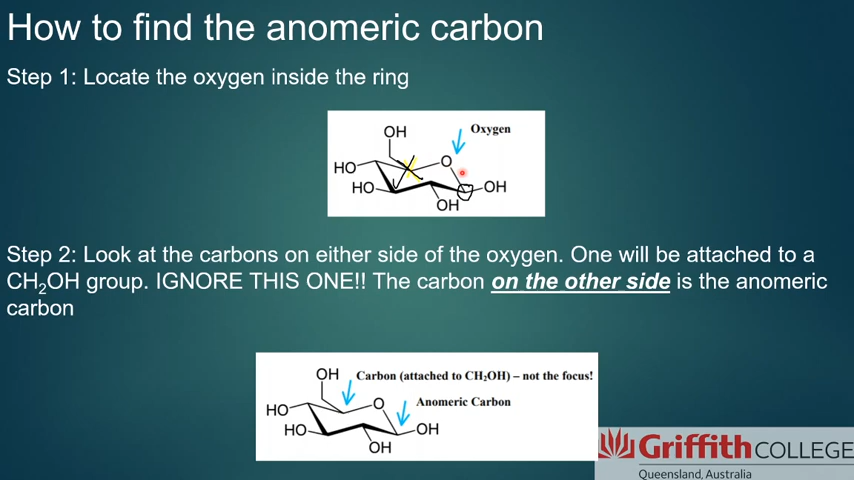 How to find the anomeric carbon
Step 1: Locate the oxygen inside the ring
OH
Oxygen
O
HO
HO
OH
OH
Step 2: Look at the carbons on either side of the oxygen. One will be attached to a
CH₂OH group. IGNORE THIS ONE!! The carbon on the other side is the anomeric
carbon
OH
Carbon (attached to CH₂OH) – not the focus!
O
Anomeric Carbon
HO
HO
OH
OH
Griffith COLLEGE
Queensland, Australia